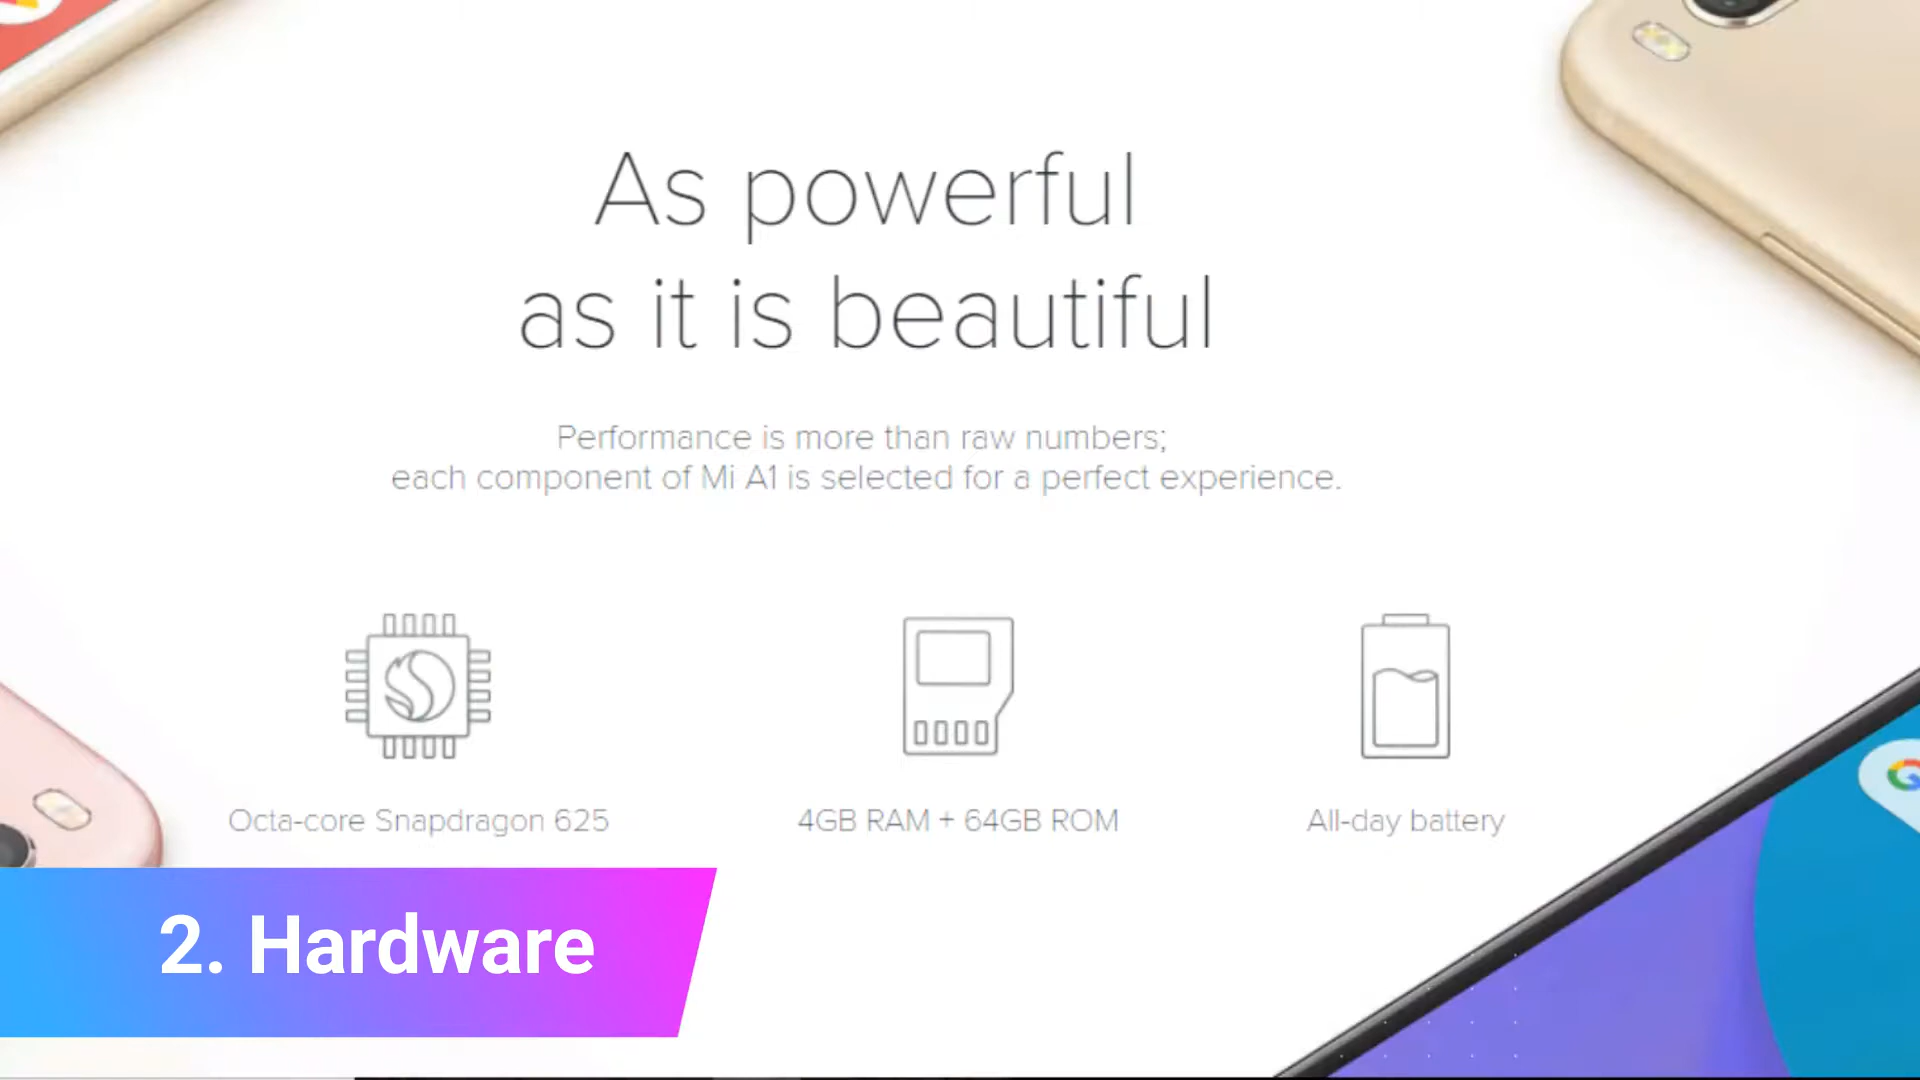 As powerful
as it is beautiful
Performance is more than raw numbers;
each component of Mi A1 is selected for a perfect experience.
Octa-core Snapdragon 625
4GB RAM + 64GB ROM
All-day battery
2. Hardware